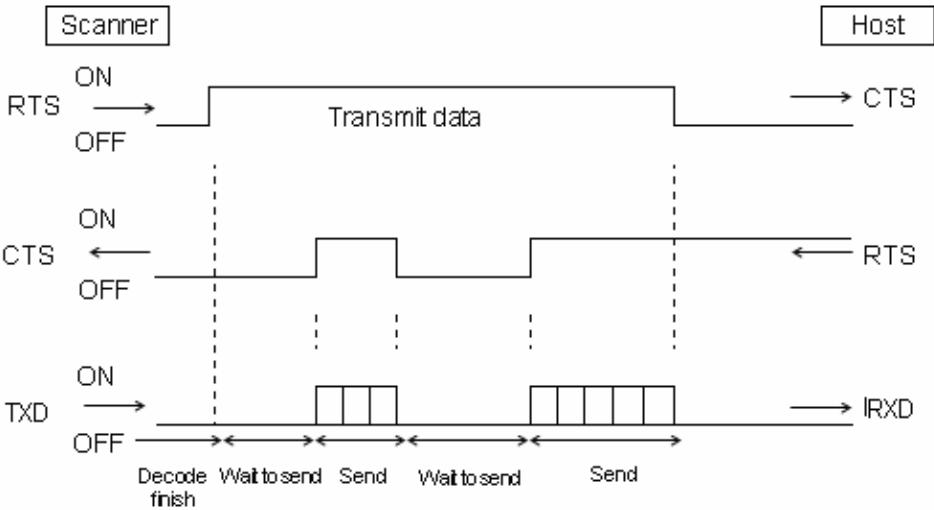 Scanner
Host
ON
RTS
CTS
Transmit data
OFF
ON
CTS
RTS
OFF
ON
TXD
IRXD
OFF
Decode finish
Wait to send
Send
Wait to send
Send